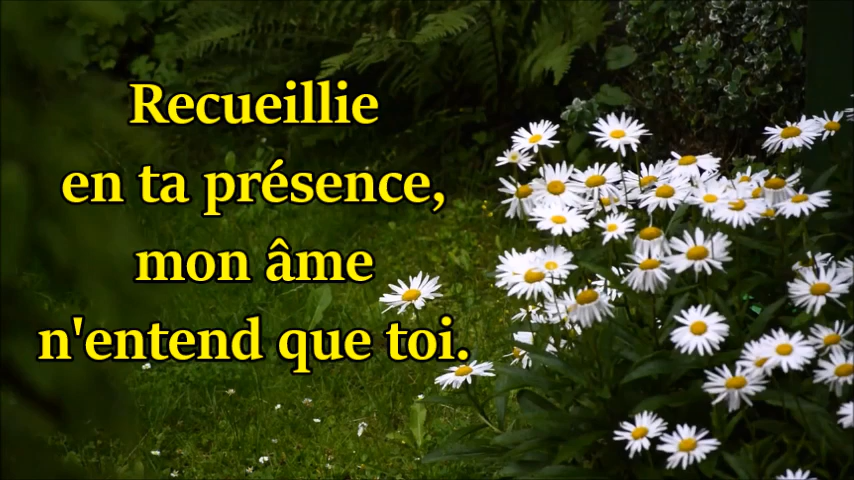 Recueillie
en ta présence,
mon âme
n'entend que toi.